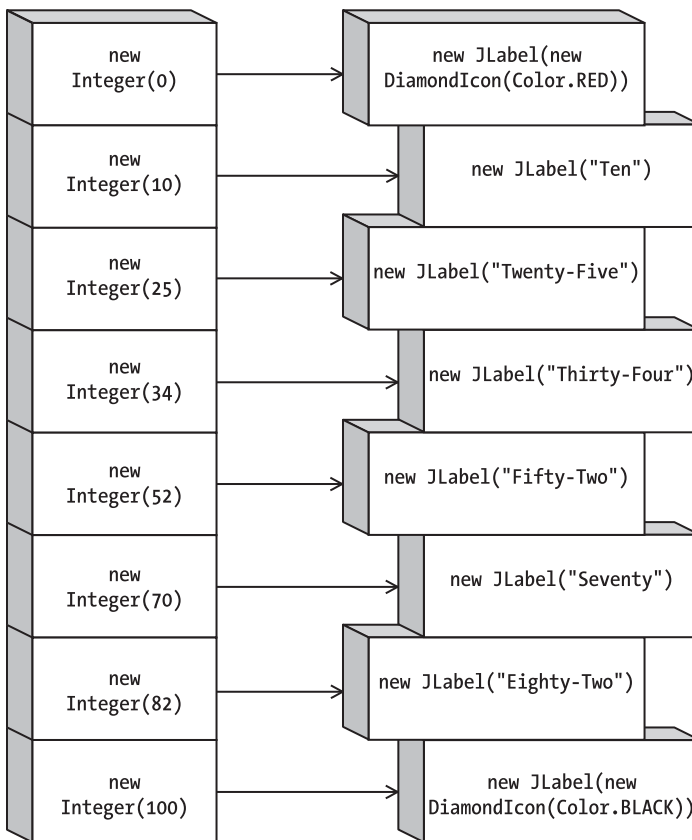 new
Integer(0)
new JLabel(new
DiamondIcon(Color.RED))
new
Integer(10)
new JLabel("Ten")
new
Integer(25)
new JLabel("Twenty-Five")
new
Integer(34)
new JLabel("Thirty-Four")
new
Integer(52)
new JLabel("Fifty-Two")
new
Integer(70)
new JLabel("Seventy")
new
Integer(82)
new JLabel("Eighty-Two")
new
Integer(100)
new JLabel(new
DiamondIcon(Color.BLACK))